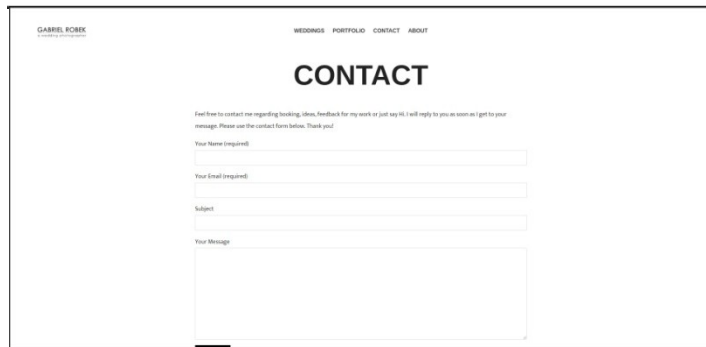 GABRIEL ROBEK
a wedding photographer
WEDDINGS PORTFOLIO CONTACT ABOUT
CONTACT
Feel free to contact me regarding booking, ideas, feedback for my work or just say Hi. I will reply to you as soon as I get to your
message. Please use the contact form below. Thank you!
Your Name (required)
Your Email (required)
Subject
Your Message